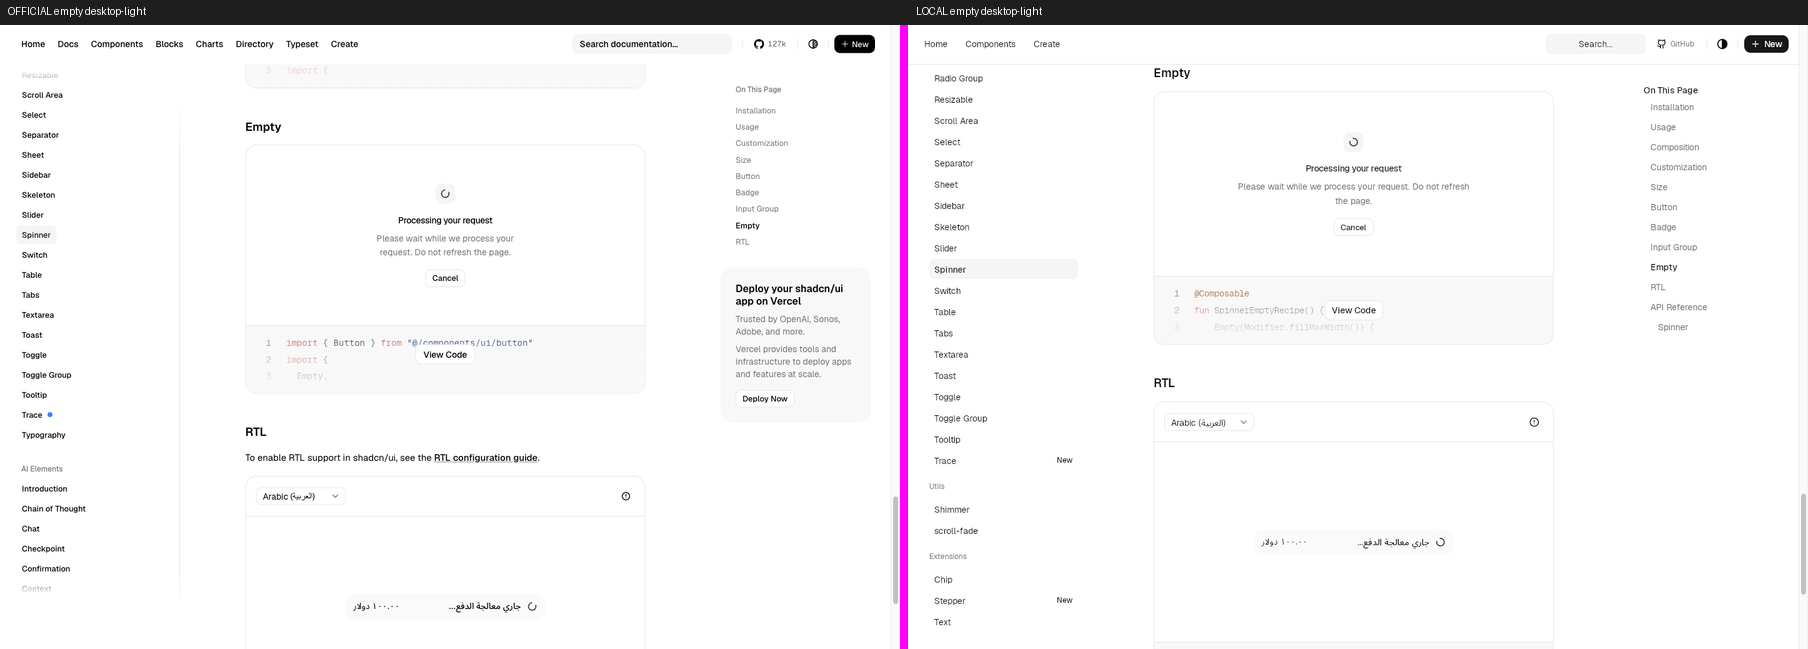 OFFICIAL empty desktop-light
Home Docs Components Blocks Charts Directory Typeset Create
Search documentation...
127k
+ New
Resizable
Scroll Area
Select
Separator
Sheet
Sidebar
Skeleton
Slider
Spinner
Switch
Table
Tabs
Textarea
Toast
Toggle
Toggle Group
Tooltip
Trace
Typography
AI Elements
Introduction
Chain of Thought
Chat
Checkpoint
Confirmation
Context
3 import {
Empty
Processing your request
Please wait while we process your
request. Do not refresh the page.
Cancel
1 import { Button } from "@/components/ui/button"
2 import {
3 Empty,
View Code
RTL
To enable RTL support in shadcn/ui, see the RTL configuration guide.
Arabic (العربية)
جاري معالجة الدفع...
١٠٠.٠٠ دولار
On This Page
Installation
Usage
Customization
Size
Button
Badge
Input Group
Empty
RTL
Deploy your shadcn/ui
app on Vercel
Trusted by OpenAI, Sonos,
Adobe, and more.
Vercel provides tools and
infrastructure to deploy apps
and features at scale.
Deploy Now
LOCAL empty desktop-light
Home Components Create
Search...
GitHub
+ New
Radio Group
Resizable
Scroll Area
Select
Separator
Sheet
Sidebar
Skeleton
Slider
Spinner
Switch
Table
Tabs
Textarea
Toast
Toggle
Toggle Group
Tooltip
Trace New
Utils
Shimmer
scroll-fade
Extensions
Chip
Stepper New
Text
Empty
Processing your request
Please wait while we process your request. Do not refresh
the page.
Cancel
1 @Composable
2 fun SpinnerEmptyRecipe() {
3 Empty(Modifier.fillMaxWidth()) {
View Code
RTL
Arabic (العربية)
جاري معالجة الدفع...
١٠٠.٠٠ دولار
On This Page
Installation
Usage
Composition
Customization
Size
Button
Badge
Input Group
Empty
RTL
API Reference
Spinner